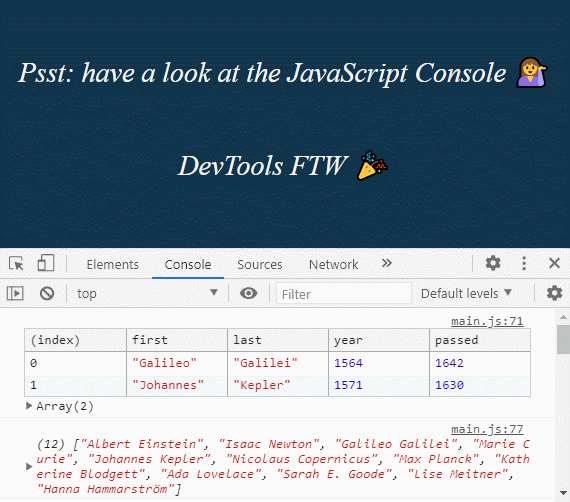 Psst: have a look at the JavaScript Console 💁
DevTools FTW 🎉
Elements Console Sources Network »
top Filter Default levels
main.js:71
(index) first last year passed
0 "Galileo" "Galilei" 1564 1642
1 "Johannes" "Kepler" 1571 1630
Array(2)
main.js:77
(12) ["Albert Einstein", "Isaac Newton", "Galileo Galilei", "Marie C
urie", "Johannes Kepler", "Nicolaus Copernicus", "Max Planck", "Kath
erine Blodgett", "Ada Lovelace", "Sarah E. Goode", "Lise Meitner",
"Hanna Hammarström"]